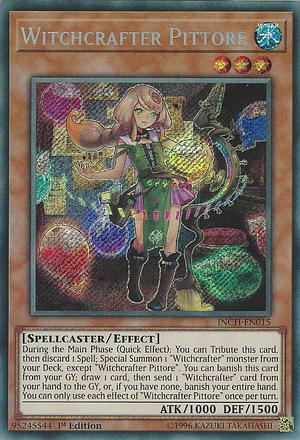 WITCHCRAFTER PITTORE
INCH-EN015
[SPELLCASTER/EFFECT]
During the Main Phase (Quick Effect): You can Tribute this card,
then discard 1 Spell; Special Summon 1 "Witchcrafter" monster from
your Deck, except "Witchcrafter Pittore". You can banish this card
from your GY; draw 1 card, then send 1 "Witchcrafter" card from your
hand to the GY, or, if you have none, banish your entire hand.
You can only use each effect of "Witchcrafter Pittore" once per turn.
ATK/1000 DEF/1500
95245544 1st Edition ©1996 KAZUKI TAKAHASHI